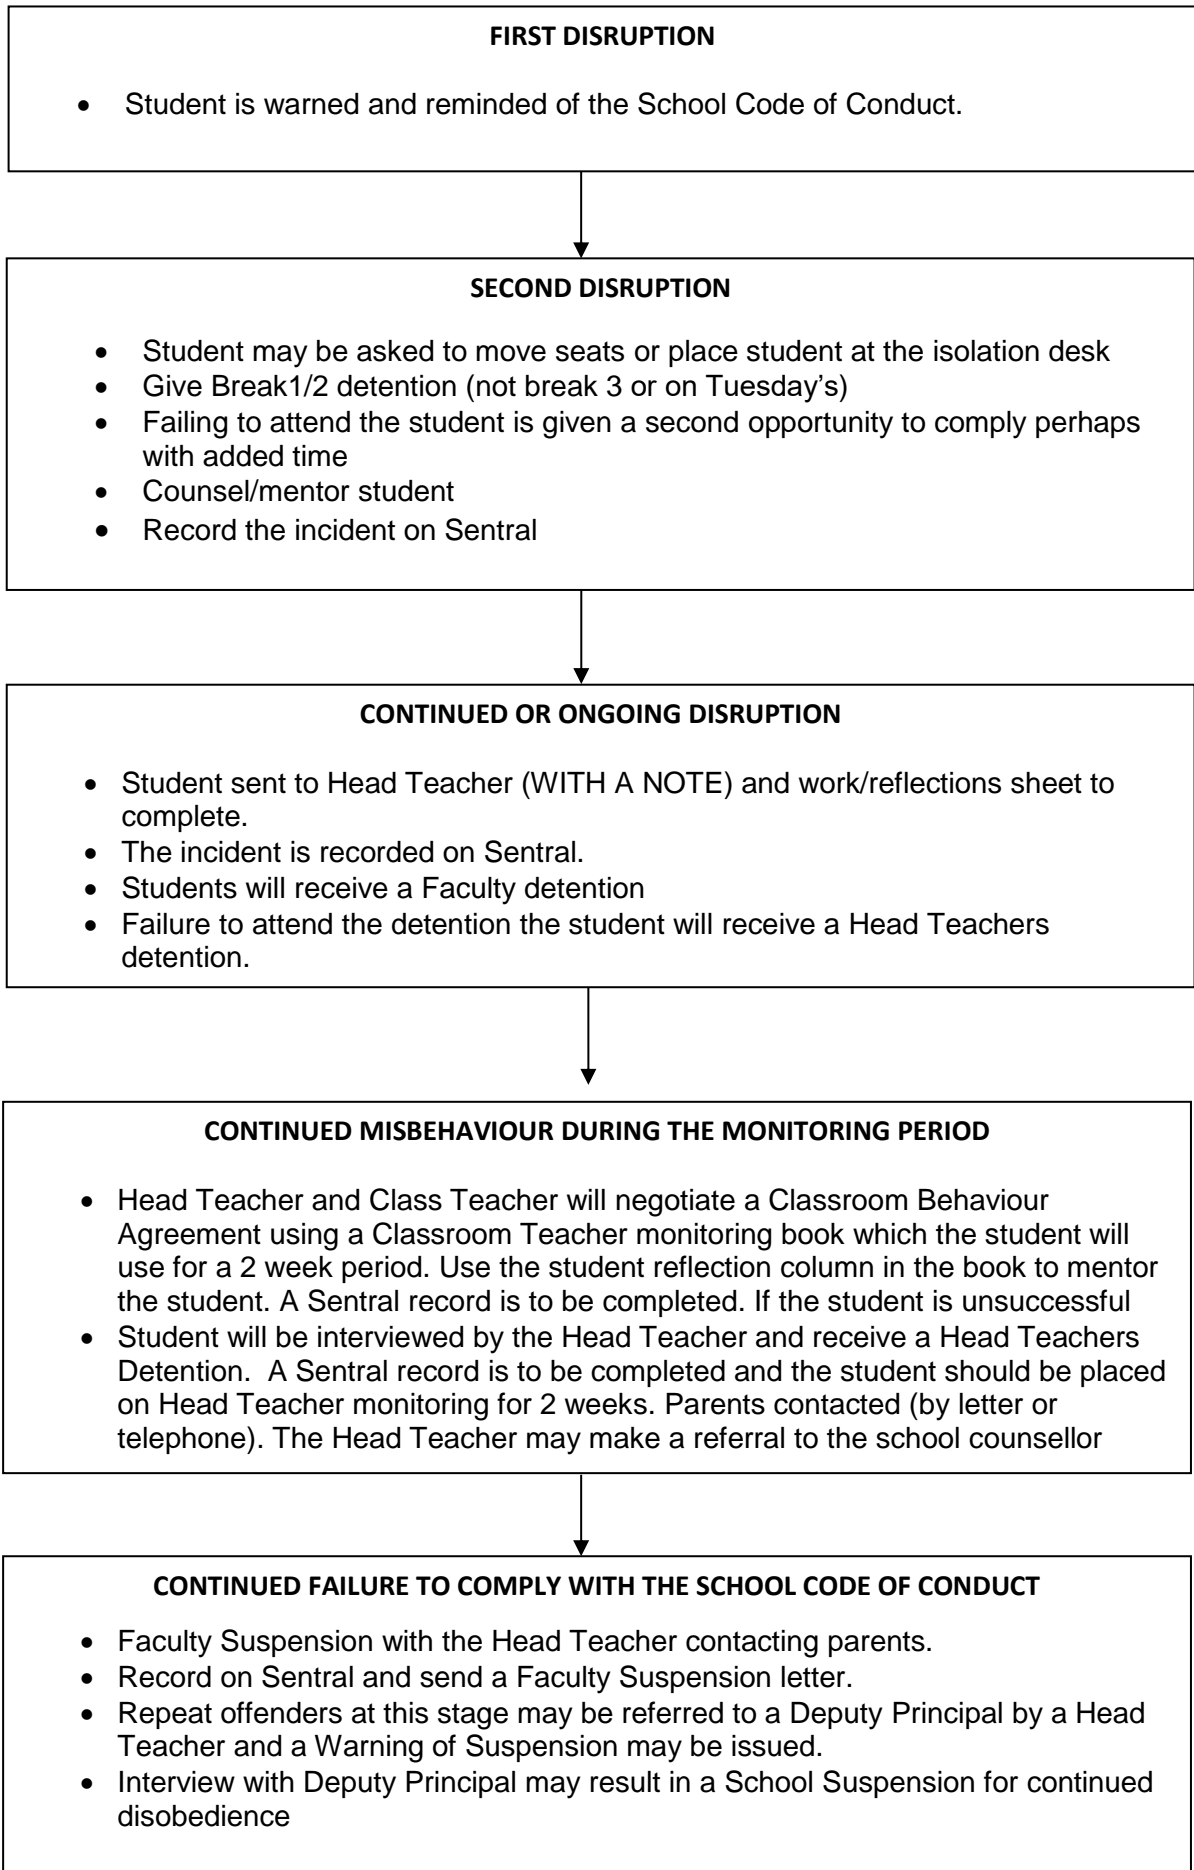 FIRST DISRUPTION
• Student is warned and reminded of the School Code of Conduct.
SECOND DISRUPTION
• Student may be asked to move seats or place student at the isolation desk
• Give Break1/2 detention (not break 3 or on Tuesday's)
• Failing to attend the student is given a second opportunity to comply perhaps
with added time
• Counsel/mentor student
• Record the incident on Sentral
CONTINUED OR ONGOING DISRUPTION
• Student sent to Head Teacher (WITH A NOTE) and work/reflections sheet to
complete.
• The incident is recorded on Sentral.
• Students will receive a Faculty detention
• Failure to attend the detention the student will receive a Head Teachers
detention.
CONTINUED MISBEHAVIOUR DURING THE MONITORING PERIOD
• Head Teacher and Class Teacher will negotiate a Classroom Behaviour
Agreement using a Classroom Teacher monitoring book which the student will
use for a 2 week period. Use the student reflection column in the book to mentor
the student. A Sentral record is to be completed. If the student is unsuccessful
• Student will be interviewed by the Head Teacher and receive a Head Teachers
Detention.  A Sentral record is to be completed and the student should be placed
on Head Teacher monitoring for 2 weeks. Parents contacted (by letter or
telephone). The Head Teacher may make a referral to the school counsellor
CONTINUED FAILURE TO COMPLY WITH THE SCHOOL CODE OF CONDUCT
• Faculty Suspension with the Head Teacher contacting parents.
• Record on Sentral and send a Faculty Suspension letter.
• Repeat offenders at this stage may be referred to a Deputy Principal by a Head
Teacher and a Warning of Suspension may be issued.
• Interview with Deputy Principal may result in a School Suspension for continued
disobedience